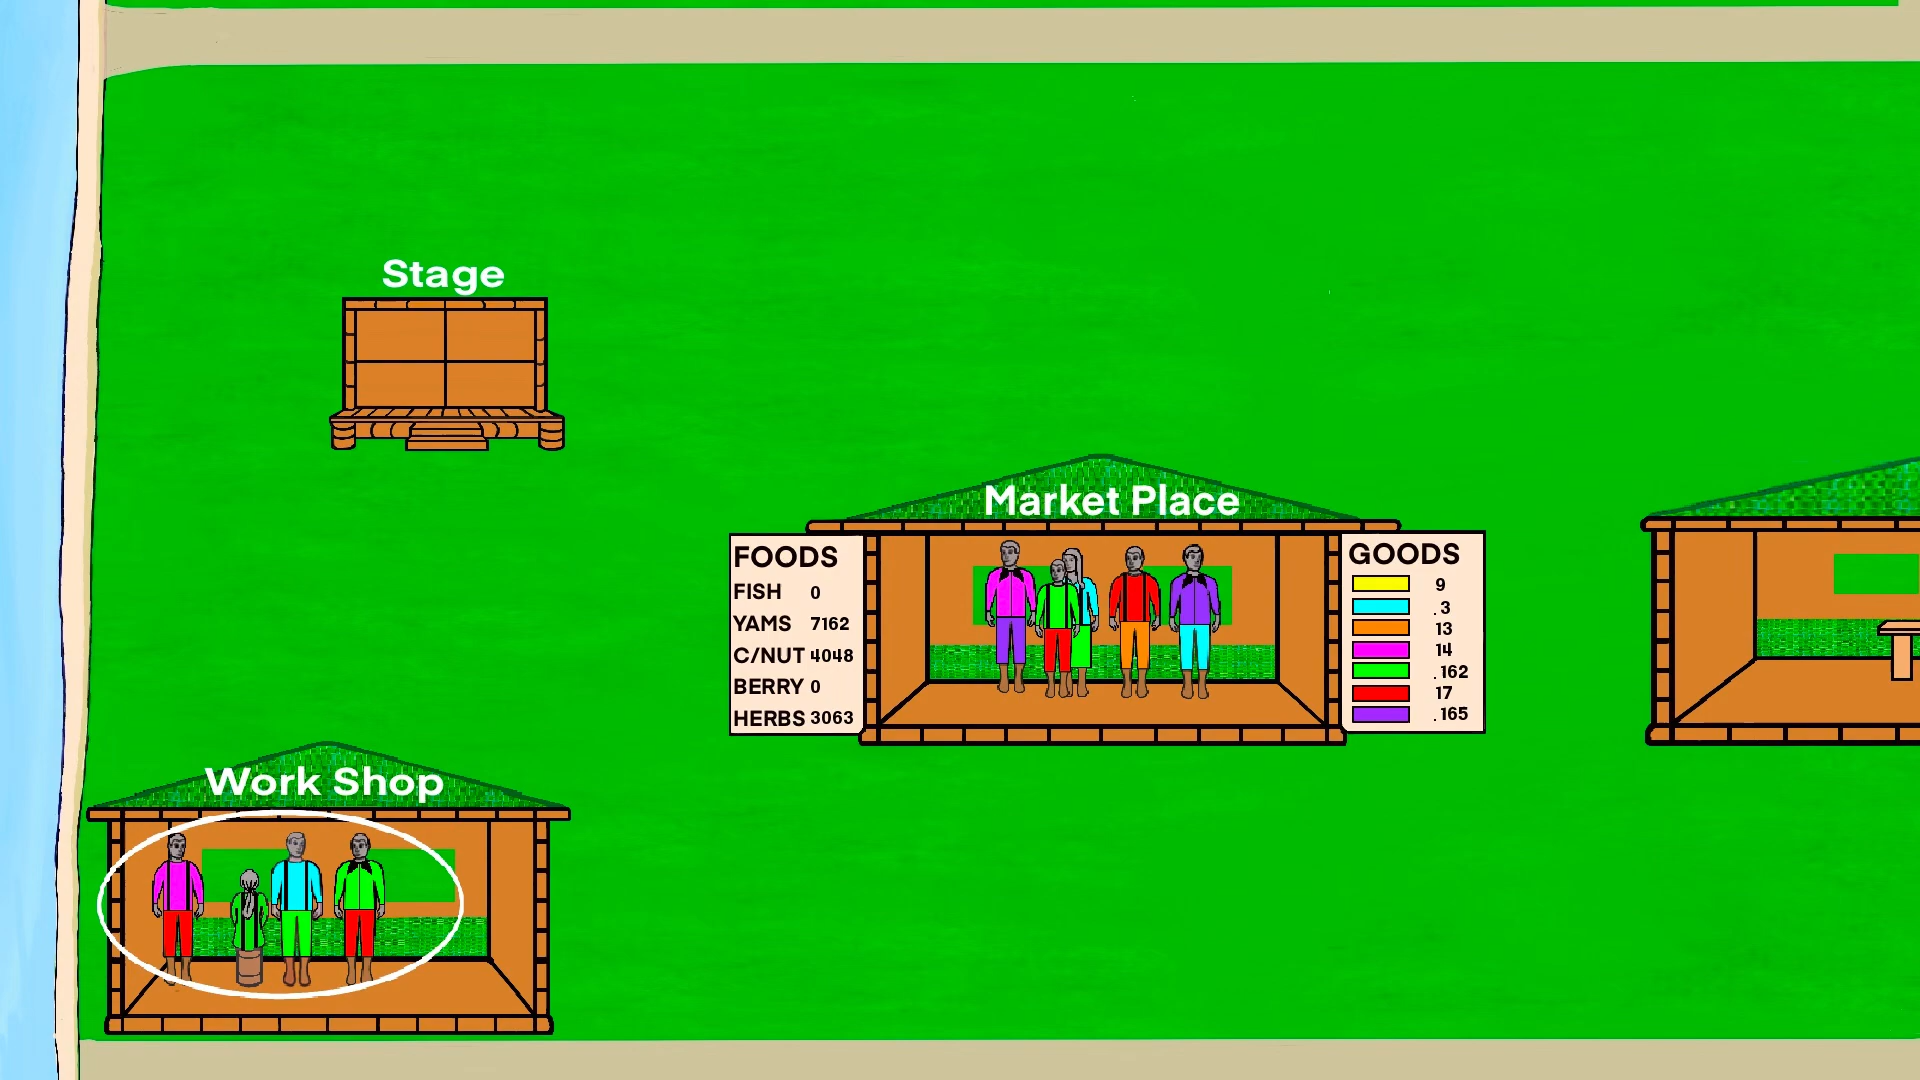 Stage
Market Place
FOODS
FISH 0
YAMS 7162
C/NUT 4048
BERRY 0
HERBS 3063
GOODS
9
.3
13
14
.162
17
.165
Work Shop